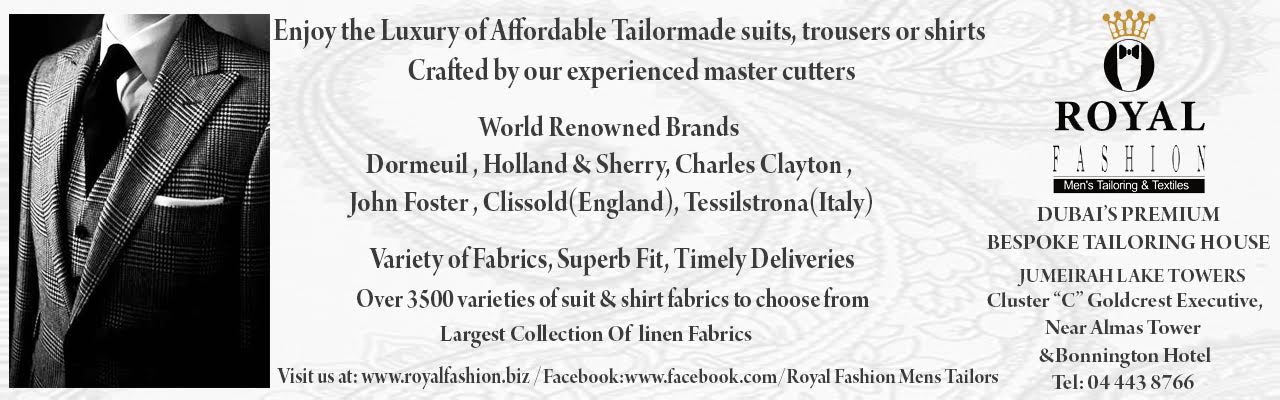 Enjoy the Luxury of Affordable Tailormade suits, trousers or shirts
Crafted by our experienced master cutters
World Renowned Brands
Dormeuil , Holland & Sherry, Charles Clayton ,
John Foster , Clissold(England), Tessilstrona(Italy)
Variety of Fabrics, Superb Fit, Timely Deliveries
Over 3500 varieties of suit & shirt fabrics to choose from
Largest Collection Of linen Fabrics
Visit us at: www.royalfashion.biz /Facebook:www.facebook.com/Royal Fashion Mens Tailors
ROYAL
FASHION
Men's Tailoring & Textiles
DUBAI'S PREMIUM
BESPOKE TAILORING HOUSE
JUMEIRAH LAKE TOWERS
Cluster “C” Goldcrest Executive,
Near Almas Tower
&Bonnington Hotel
Tel: 04 443 8766